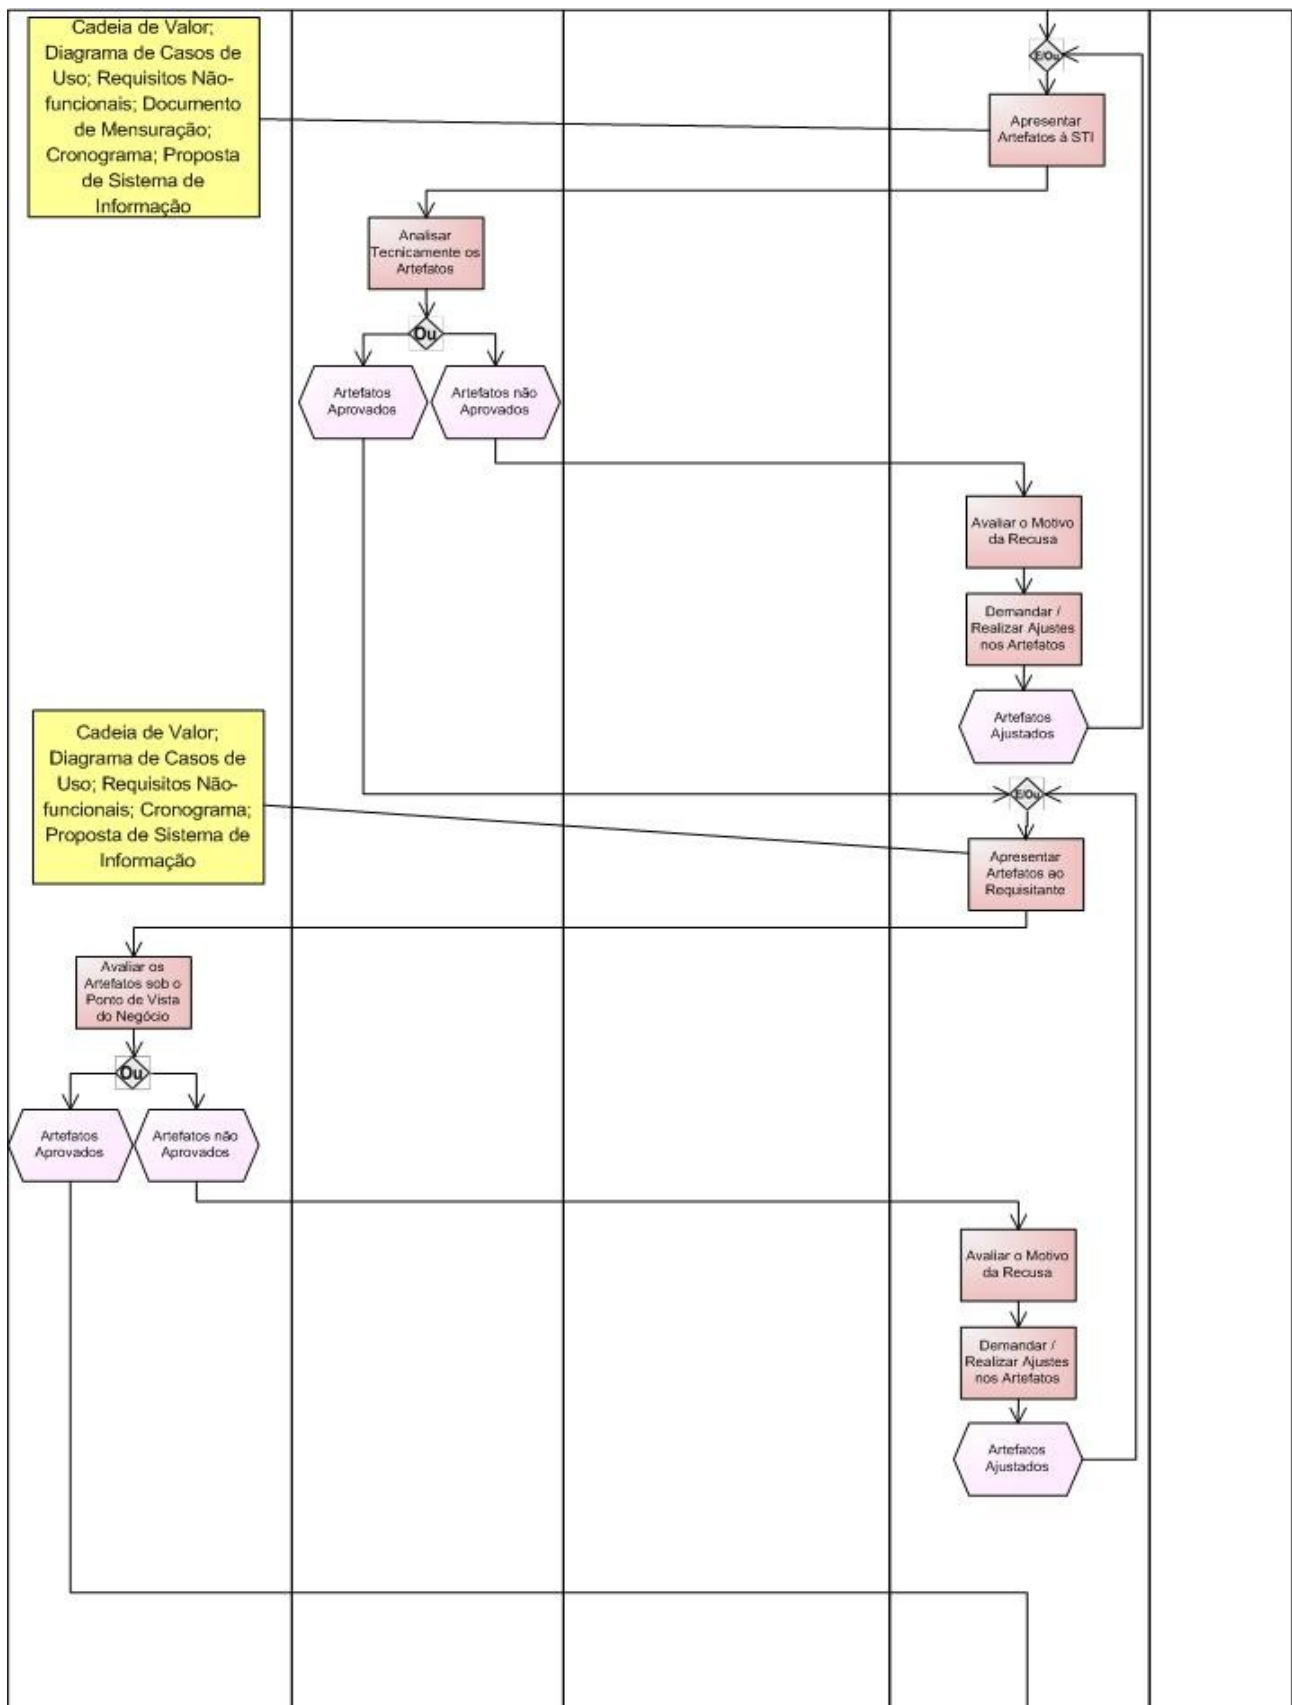 Cadeia de Valor;
Diagrama de Casos de
Uso; Requisitos Não-
funcionais; Documento
de Mensuração;
Cronograma; Proposta
de Sistema de
Informação
E/Ou
Apresentar
Artefatos à STI
Analisar
Tecnicamente os
Artefatos
Ou
Artefatos
Aprovados
Artefatos não
Aprovados
Avaliar o Motivo
da Recusa
Demandar /
Realizar Ajustes
nos Artefatos
Artefatos
Ajustados
Cadeia de Valor;
Diagrama de Casos de
Uso; Requisitos Não-
funcionais; Cronograma;
Proposta de Sistema de
Informação
E/Ou
Apresentar
Artefatos ao
Requisitante
Avaliar os
Artefatos sob o
Ponto de Vista
do Negócio
Ou
Artefatos
Aprovados
Artefatos não
Aprovados
Avaliar o Motivo
da Recusa
Demandar /
Realizar Ajustes
nos Artefatos
Artefatos
Ajustados